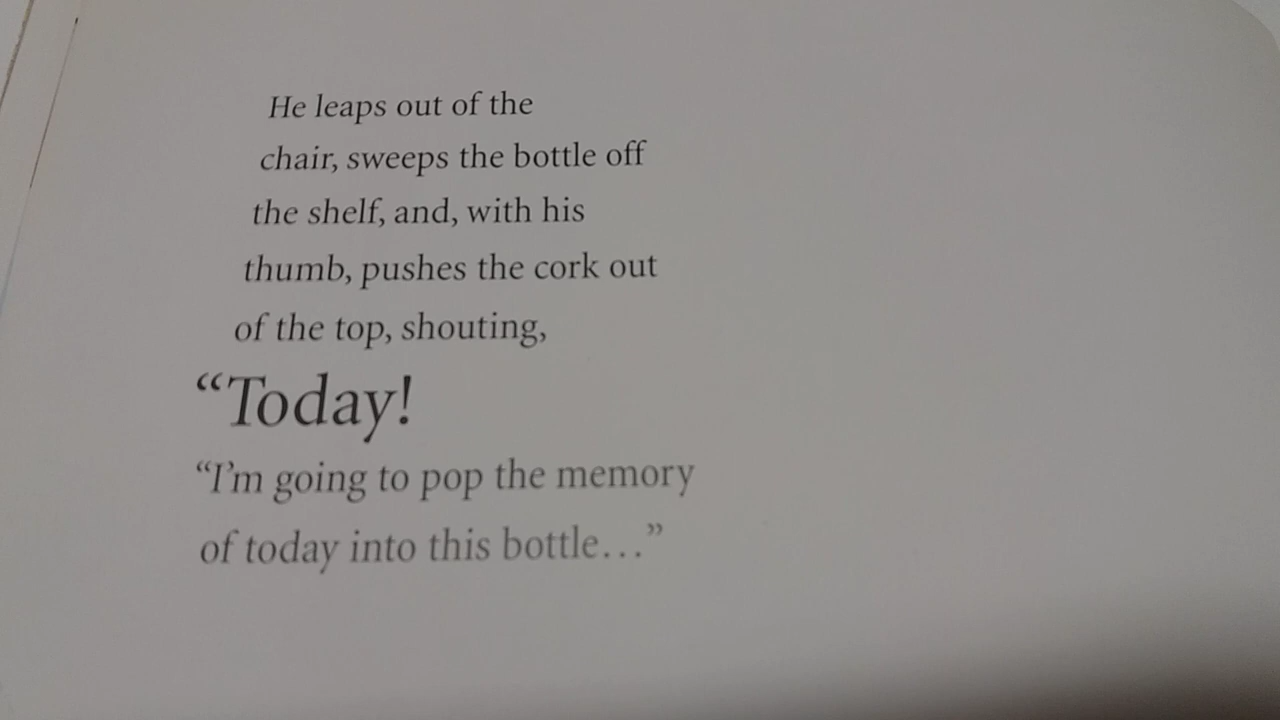 He leaps out of the
chair, sweeps the bottle off
the shelf, and, with his
thumb, pushes the cork out
of the top, shouting,
“Today!
“I’m going to pop the memory
of today into this bottle...”